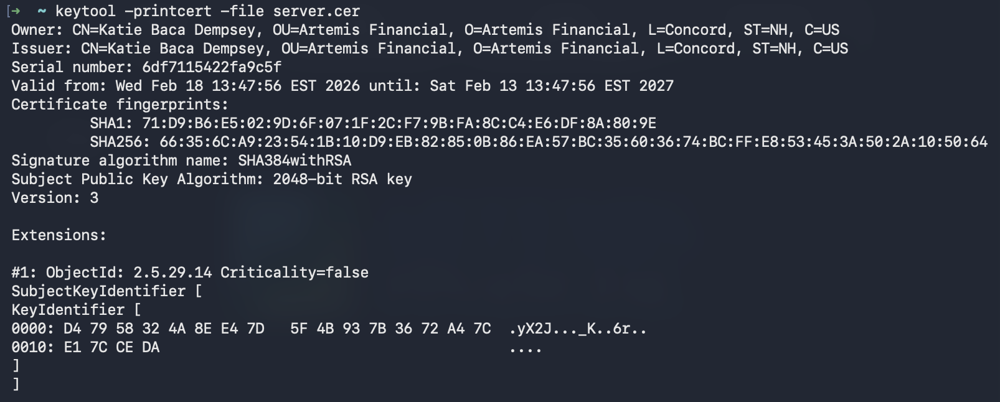 [→ ~ keytool -printcert -file server.cer
Owner: CN=Katie Baca Dempsey, OU=Artemis Financial, O=Artemis Financial, L=Concord, ST=NH, C=US
Issuer: CN=Katie Baca Dempsey, OU=Artemis Financial, O=Artemis Financial, L=Concord, ST=NH, C=US
Serial number: 6df7115422fa9c5f
Valid from: Wed Feb 18 13:47:56 EST 2026 until: Sat Feb 13 13:47:56 EST 2027
Certificate fingerprints:
SHA1: 71:D9:B6:E5:02:9D:6F:07:1F:2C:F7:9B:FA:8C:C4:E6:DF:8A:80:9E
SHA256: 66:35:6C:A9:23:54:1B:10:D9:EB:82:85:0B:86:EA:57:BC:35:60:36:74:BC:FF:E8:53:45:3A:50:2A:10:50:64
Signature algorithm name: SHA384withRSA
Subject Public Key Algorithm: 2048-bit RSA key
Version: 3
Extensions:
#1: ObjectId: 2.5.29.14 Criticality=false
SubjectKeyIdentifier [
KeyIdentifier [
0000: D4 79 58 32 4A 8E E4 7D   5F 4B 93 7B 36 72 A4 7C  .yX2J..._K..6r..
0010: E1 7C CE DA                                        ....
]
]